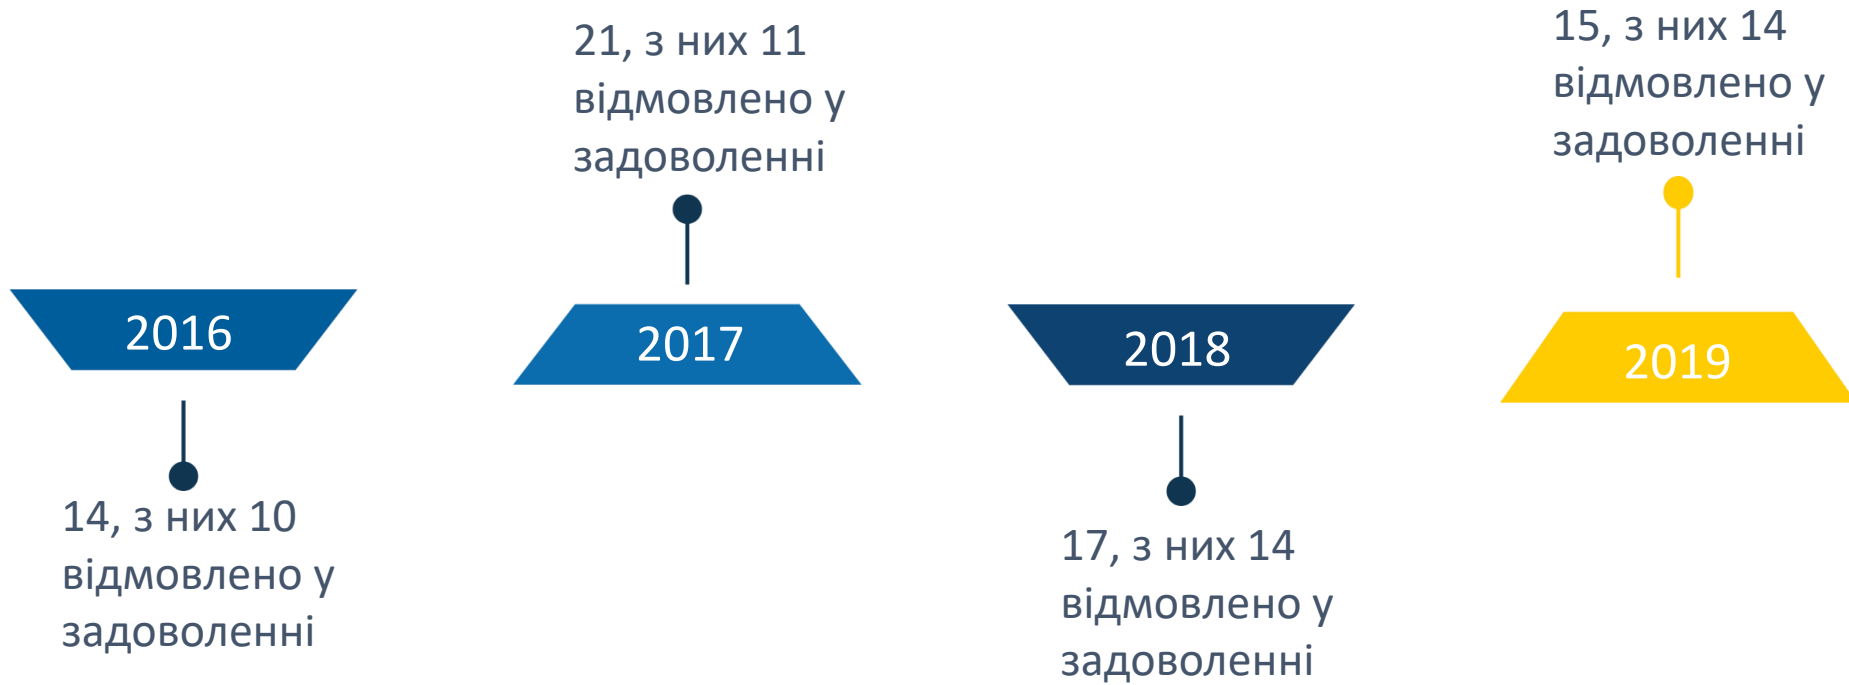 2016
14, з них 10
відмовлено у
задоволенні
21, з них 11
відмовлено у
задоволенні
2017
2018
17, з них 14
відмовлено у
задоволенні
15, з них 14
відмовлено у
задоволенні
2019